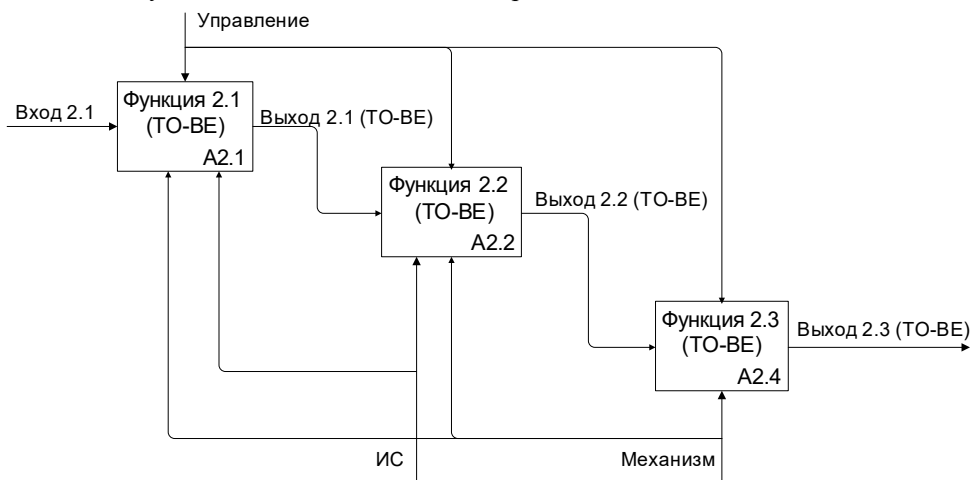 Управление
Вход 2.1
Функция 2.1
(TO-BE)
A2.1
Выход 2.1 (TO-BE)
Функция 2.2
(TO-BE)
A2.2
Выход 2.2 (TO-BE)
Функция 2.3
(TO-BE)
A2.4
Выход 2.3 (TO-BE)
ИС
Механизм